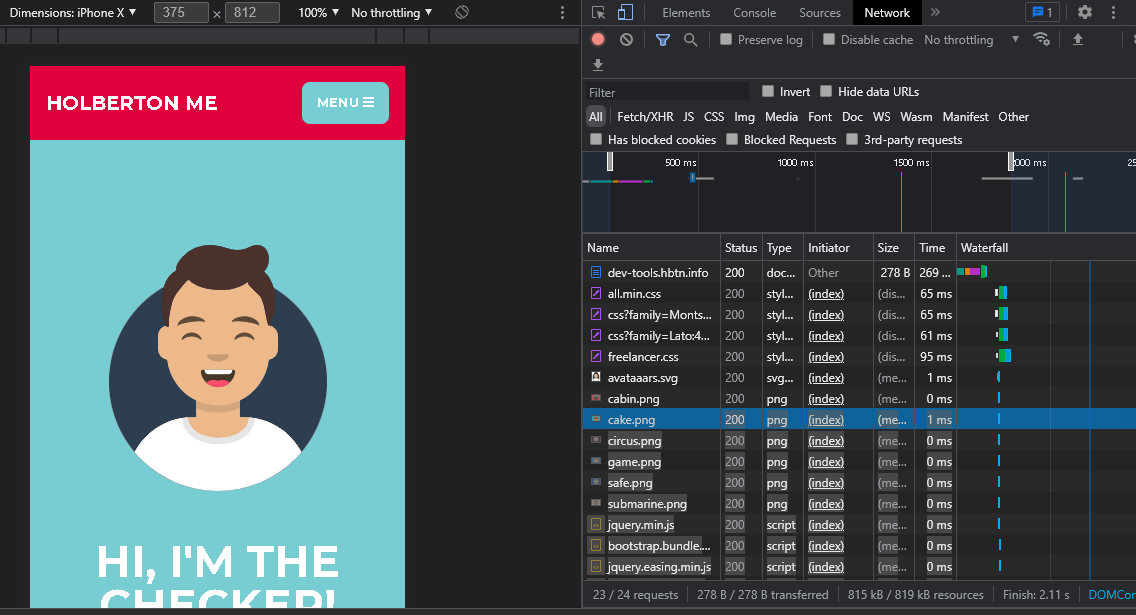 Dimensions: iPhone X ▼ 375 × 812 100% ▼ No throttling ▼
HOLBERTON ME
MENU ☰
HI, I'M THE
CHECKED!
Elements Console Sources Network » 1
Preserve log Disable cache No throttling ▼
Filter Invert Hide data URLs
All Fetch/XHR JS CSS Img Media Font Doc WS Wasm Manifest Other
Has blocked cookies Blocked Requests 3rd-party requests
500 ms 1000 ms 1500 ms 000 ms 25
Name Status Type Initiator Size Time Waterfall
dev-tools.hbtn.info 200 doc... Other 278 B 269 ...
all.min.css 200 styl... (index) (dis... 65 ms
css?family=Monts... 200 styl... (index) (dis... 65 ms
css?family=Lato:4... 200 styl... (index) (dis... 61 ms
freelancer.css 200 styl... (index) (dis... 95 ms
avataaars.svg 200 svg... (index) (me... 1 ms
cabin.png 200 png (index) (me... 0 ms
cake.png 200 png (index) (me... 1 ms
circus.png 200 png (index) (me... 0 ms
game.png 200 png (index) (me... 0 ms
safe.png 200 png (index) (me... 0 ms
submarine.png 200 png (index) (me... 0 ms
jquery.min.js 200 script (index) (me... 0 ms
bootstrap.bundle.... 200 script (index) (me... 0 ms
jquery.easing.min.js 200 script (index) (me... 0 ms
23 / 24 requests 278 B / 278 B transferred 815 kB / 819 kB resources Finish: 2.11 s DOMCon